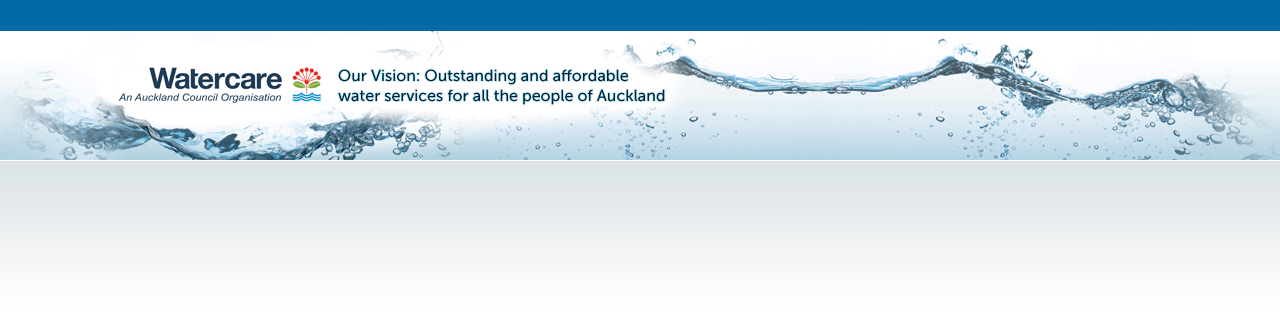 Watercare
An Auckland Council Organisation
Our Vision: Outstanding and affordable
water services for all the people of Auckland